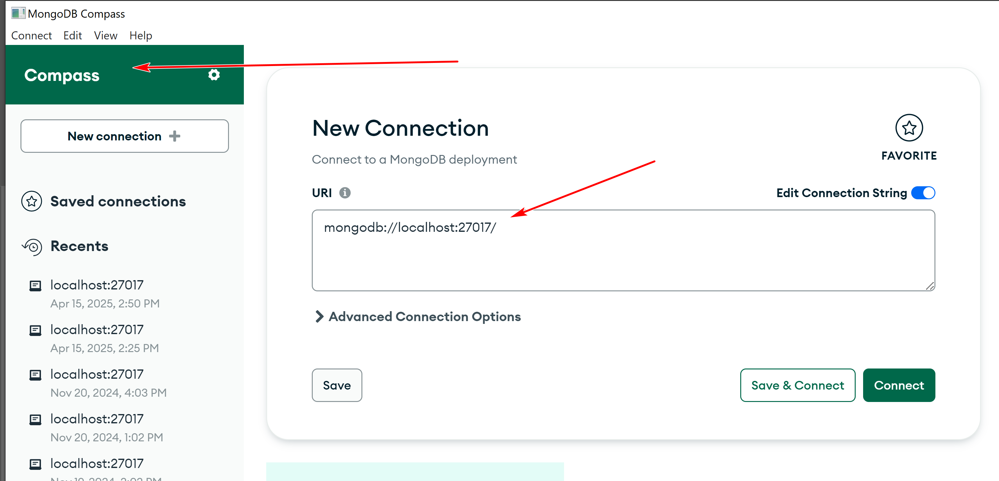 MongoDB Compass
Connect Edit View Help
Compass
New connection
Saved connections
Recents
localhost:27017
Apr 15, 2025, 2:50 PM
localhost:27017
Apr 15, 2025, 2:25 PM
localhost:27017
Nov 20, 2024, 4:03 PM
localhost:27017
Nov 20, 2024, 1:02 PM
localhost:27017
New Connection
FAVORITE
Connect to a MongoDB deployment
URI
Edit Connection String
mongodb://localhost:27017/
Advanced Connection Options
Save
Save & Connect
Connect